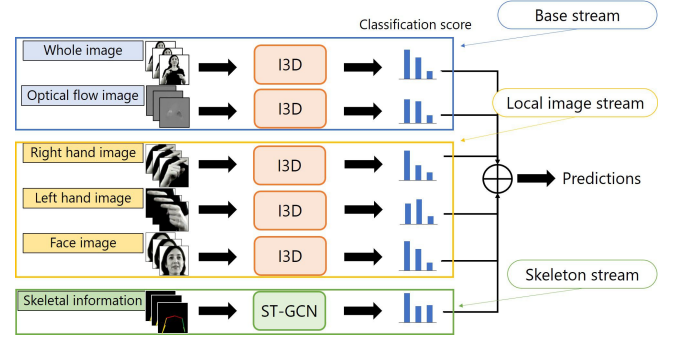 Classification score
Base stream
Whole image
I3D
Optical flow image
I3D
Local image stream
Right hand image
I3D
Left hand image
I3D
Predictions
Face image
I3D
Skeleton stream
Skeletal information
ST-GCN